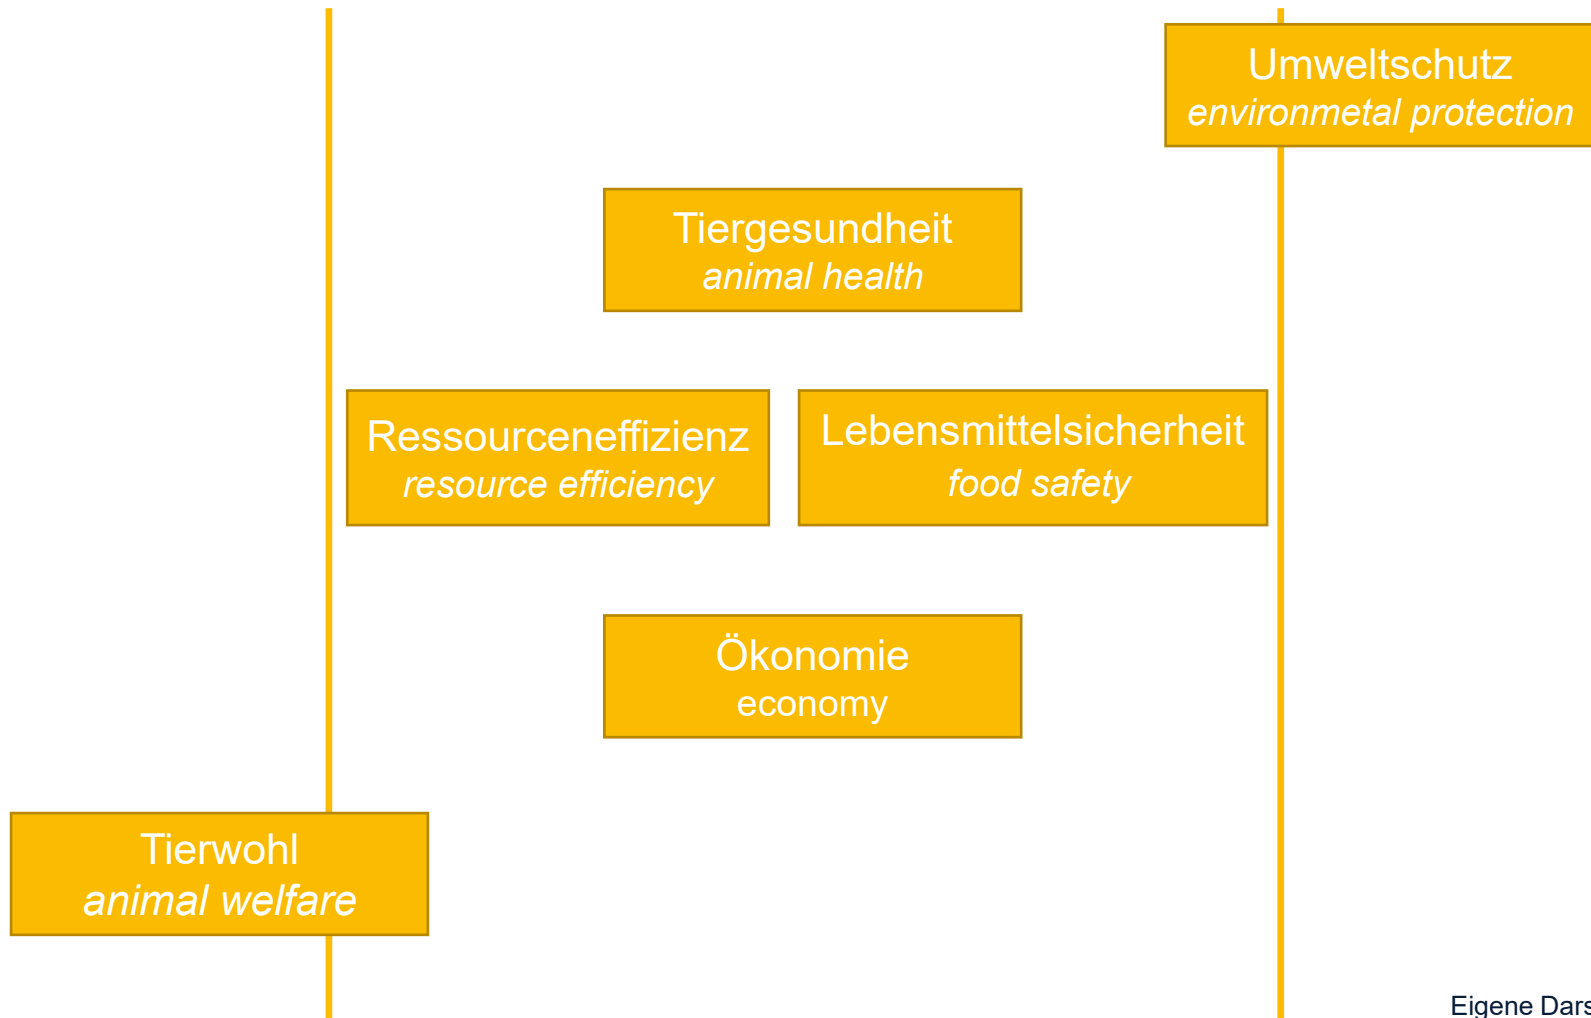 Umweltschutz
environmetal protection
Tiergesundheit
animal health
Ressourceneffizienz
resource efficiency
Lebensmittelsicherheit
food safety
Ökonomie
economy
Tierwohl
animal welfare
Eigene Dars